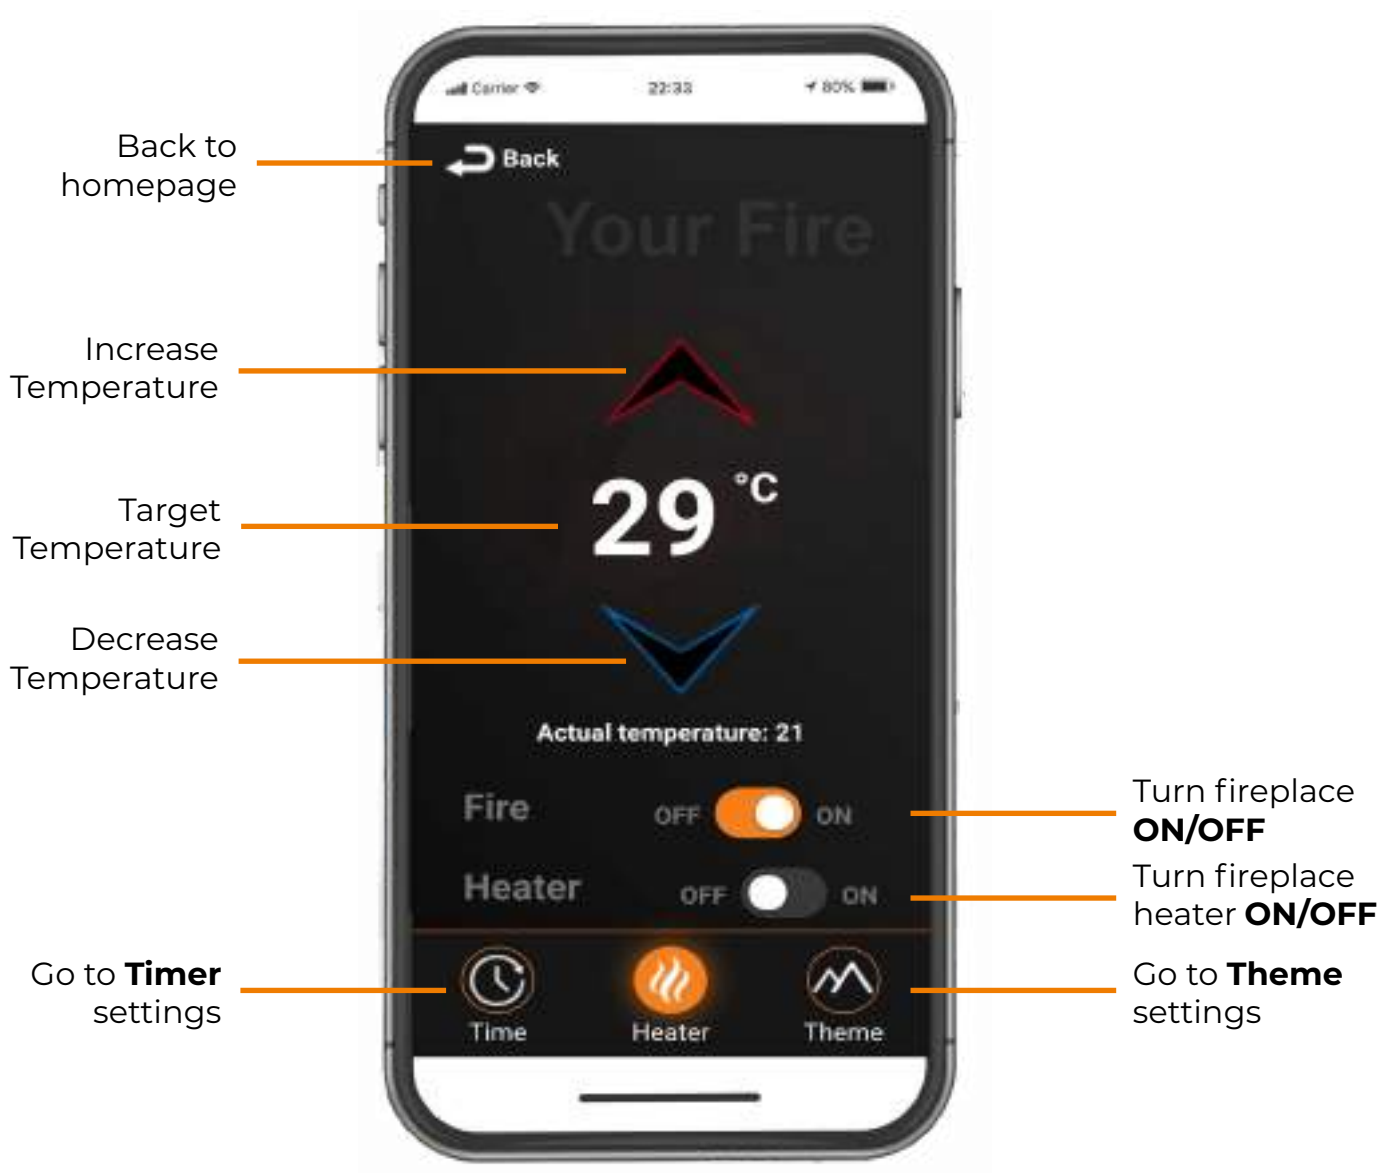 Carrier
22:33
80%
Back to
homepage
Back
Your Fire
Increase
Temperature
29 °C
Target
Temperature
Decrease
Temperature
Actual temperature: 21
Fire
OFF
ON
Turn fireplace
ON/OFF
Heater
OFF
ON
Turn fireplace
heater ON/OFF
Go to Timer
settings
Time
Heater
Theme
Go to Theme
settings